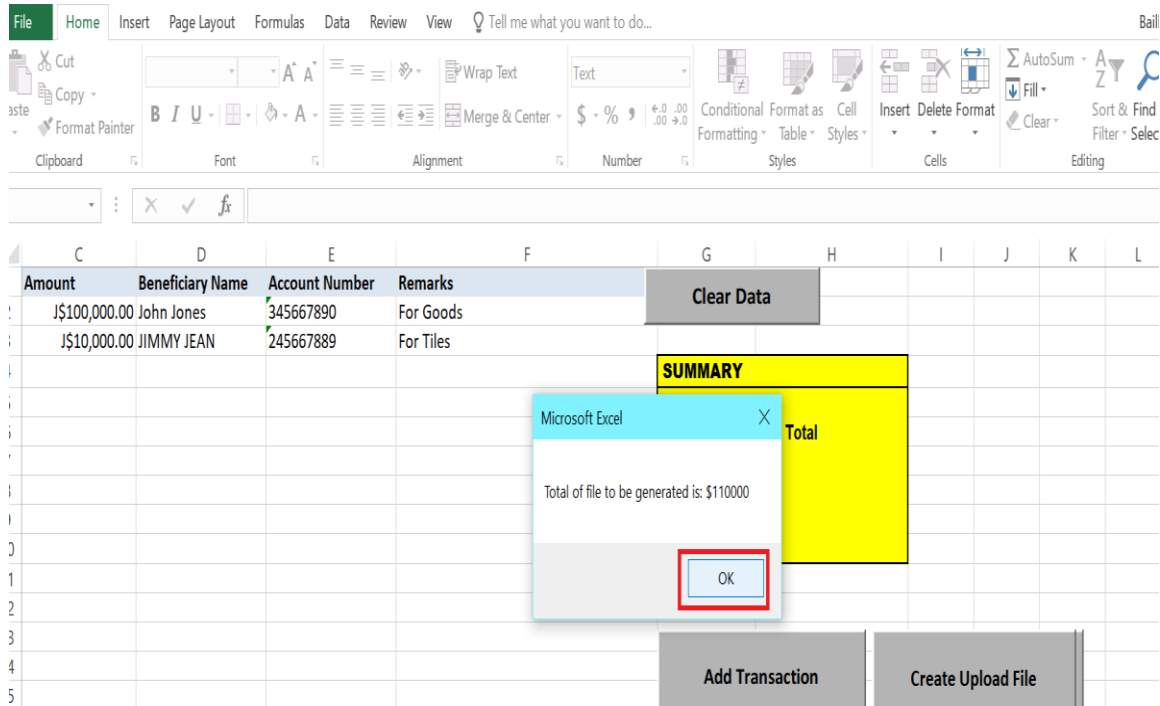 File Home Insert Page Layout Formulas Data Review View Tell me what you want to do...
Cut
Copy
Format Painter
Clipboard
B I U
Font
Wrap Text
Merge & Center
Alignment
Text
$ % ,
Number
Conditional Formatting
Format as Table
Cell Styles
Styles
Insert Delete Format
Cells
AutoSum
Fill
Clear
Sort & Filter
Find
Editing
fx
C D E F G H I J K L
Amount Beneficiary Name Account Number Remarks
J$100,000.00 John Jones 345667890 For Goods
J$10,000.00 JIMMY JEAN 245667889 For Tiles
Clear Data
SUMMARY
Total
Microsoft Excel X
Total of file to be generated is: $110000
OK
Add Transaction
Create Upload File